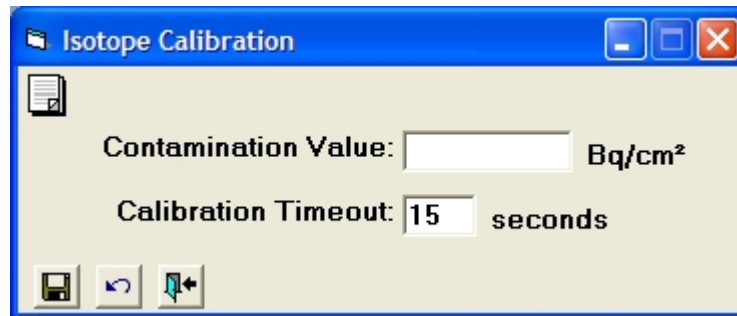 Isotope Calibration
Contamination Value: Bq/cm²
Calibration Timeout: 15 seconds